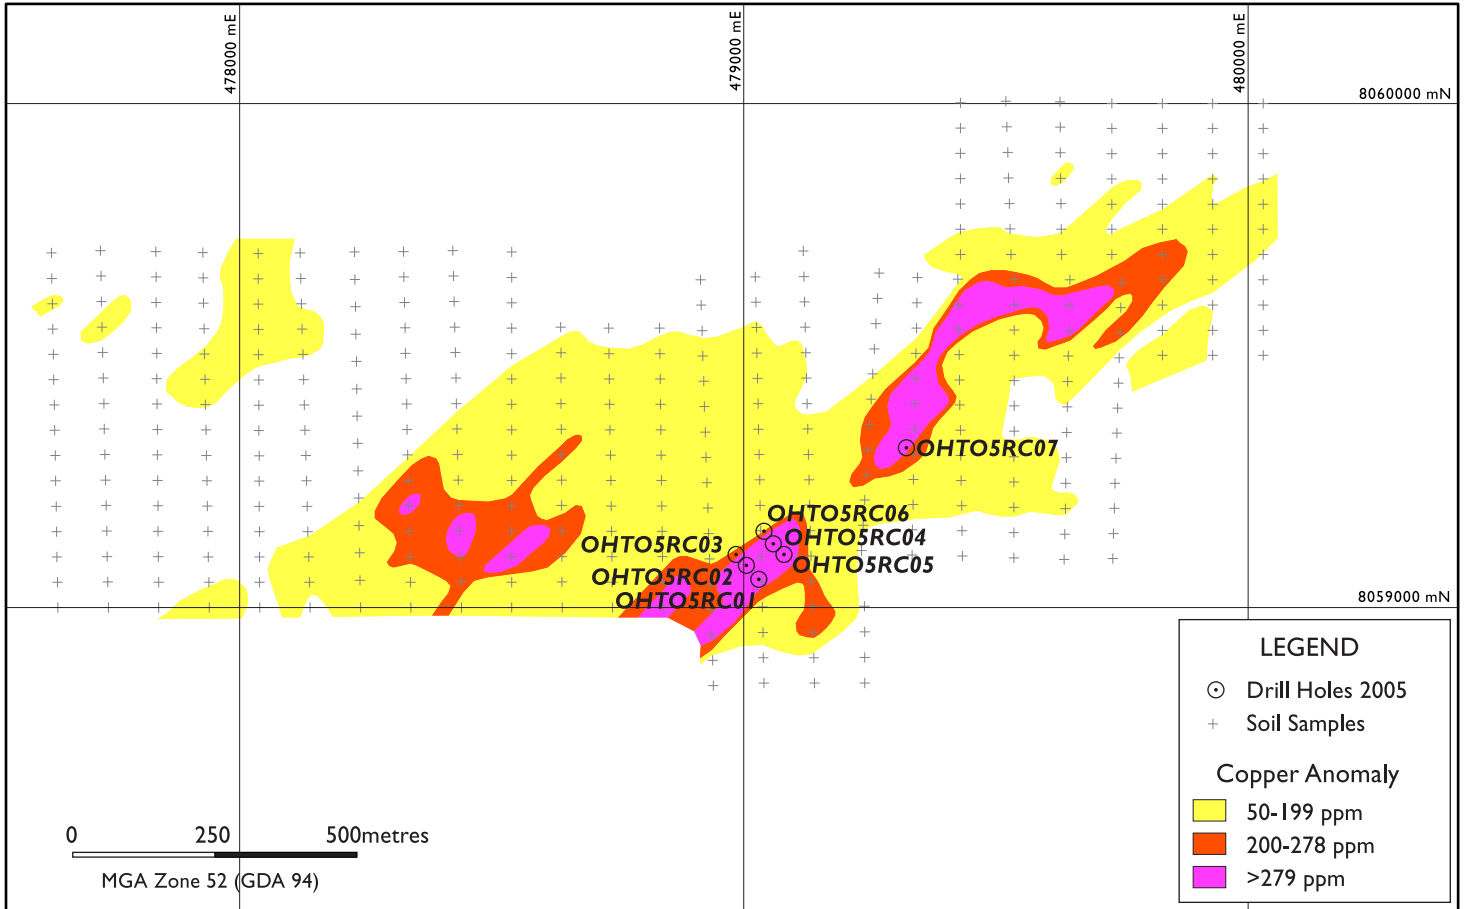 478000 mE
479000 mE
480000 mE
8060000 mN
OHTO5RC07
OHTO5RC06
OHTO5RC03
OHTO5RC04
OHTO5RC05
OHTO5RC02
OHTO5RC01
8059000 mN
LEGEND
Drill Holes 2005
Soil Samples
Copper Anomaly
50-199 ppm
200-278 ppm
>279 ppm
0 250 500metres
MGA Zone 52 (GDA 94)